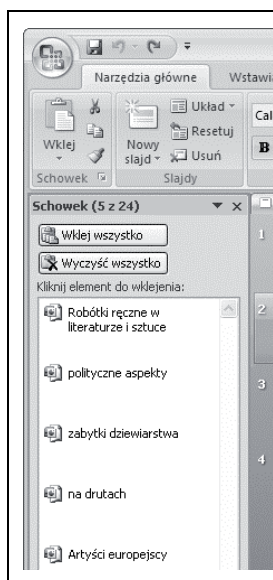 Narzędzia główne Wstawi
Wklej
Nowy slajd
Układ
Resetuj
Usuń
Cal
B
Schowek
Slajdy
Schowek (5 z 24)
Wklej wszystko
Wyczyść wszystko
Kliknij element do wklejenia:
Robótki ręczne w
literaturze i sztuce
polityczne aspekty
zabytki dziewiarstwa
na drutach
Artyści europejscy
1
2
3
4